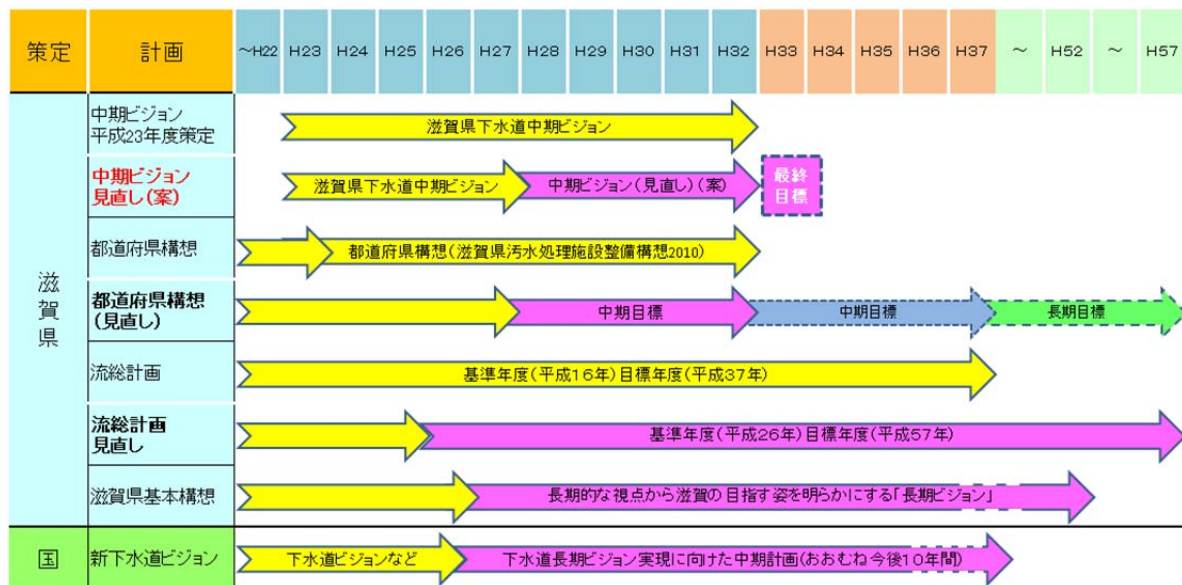 策定 計画 ～H22 H23 H24 H25 H26 H27 H28 H29 H30 H31 H32 H33 H34 H35 H36 H37 ～ H52 ～ H57
滋賀県
中期ビジョン
平成23年度策定
滋賀県下水道中期ビジョン
中期ビジョン
見直し(案)
滋賀県下水道中期ビジョン 中期ビジョン(見直し)(案)
最終
目標
都道府県構想
都道府県構想(滋賀県汚水処理施設整備構想2010)
都道府県構想
(見直し)
中期目標 中期目標 長期目標
流総計画
基準年度(平成16年)目標年度(平成37年)
流総計画
見直し
基準年度(平成26年)目標年度(平成57年)
滋賀県基本構想
長期的な視点から滋賀の目指す姿を明らかにする「長期ビジョン」
国 新下水道ビジョン 下水道ビジョンなど 下水道長期ビジョン実現に向けた中期計画(おおむね今後10年間)